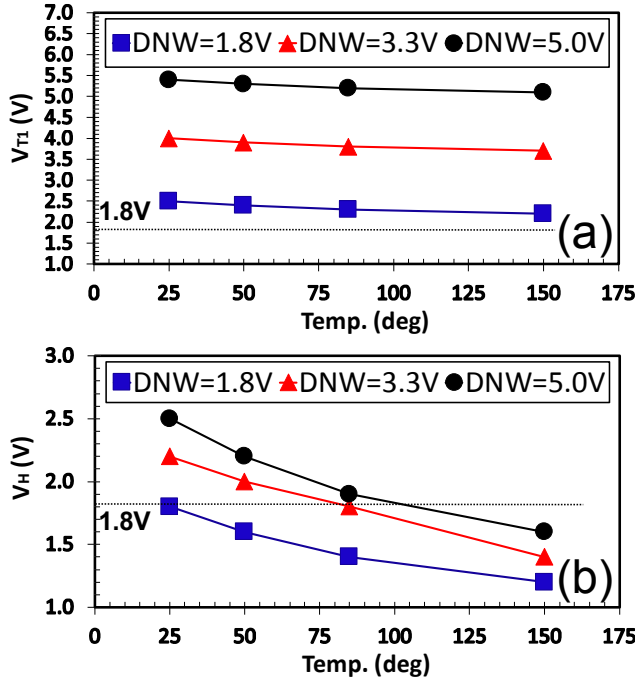 DNW=1.8V DNW=3.3V DNW=5.0V
7.0
6.5
6.0
5.5
5.0
4.5
4.0
3.5
3.0
2.5
2.0
1.5
1.0
VT1 (V)
1.8V
(a)
0 25 50 75 100 125 150 175
Temp. (deg)
DNW=1.8V DNW=3.3V DNW=5.0V
3.0
2.5
2.0
1.5
1.0
VH (V)
1.8V
(b)
0 25 50 75 100 125 150 175
Temp. (deg)